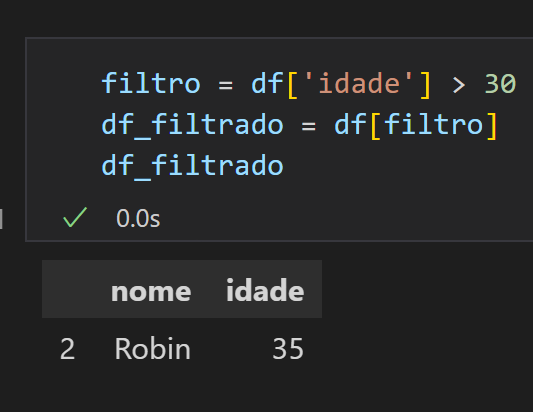 filtro = df['idade'] > 30
df_filtrado = df[filtro]
df_filtrado
0.0s
nome idade
2 Robin 35